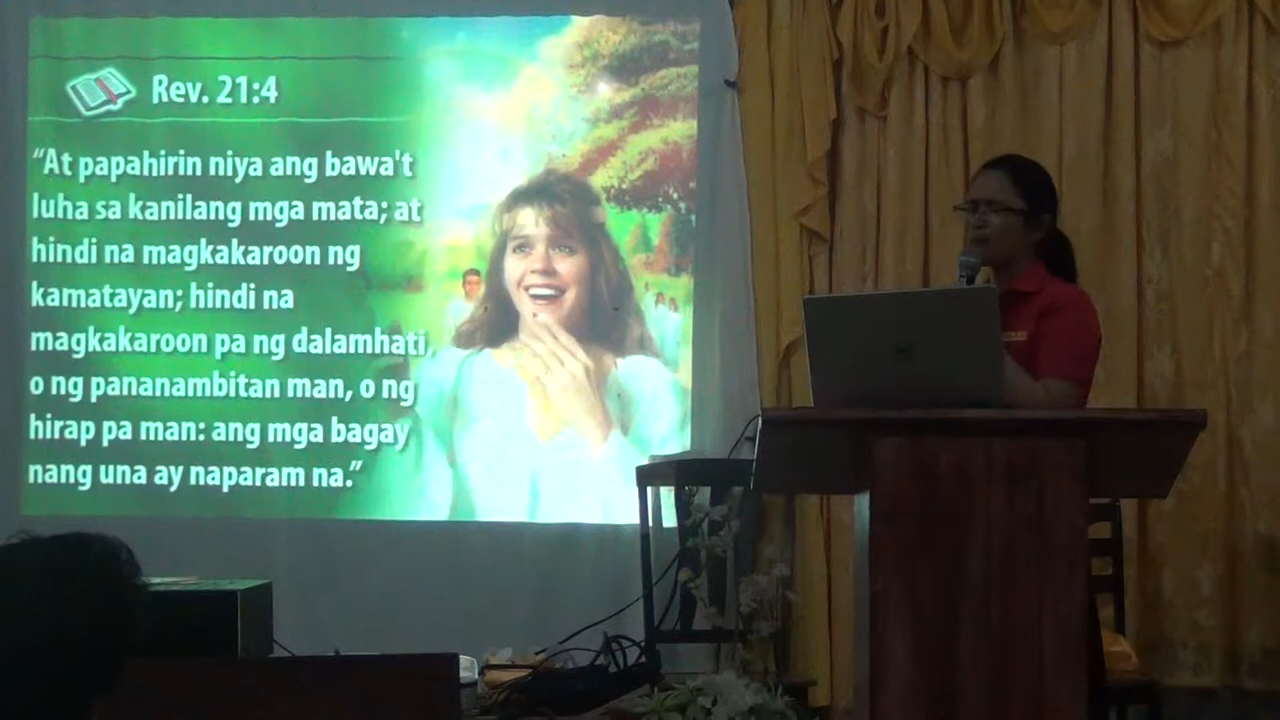 Rev. 21:4
“At papahirin niya ang bawa't
luha sa kanilang mga mata; at
hindi na magkakaroon ng
kamatayan; hindi na
magkakaroon pa ng dalamhati,
o ng pananambitan man, o ng
hirap pa man: ang mga bagay
nang una ay naparam na.”